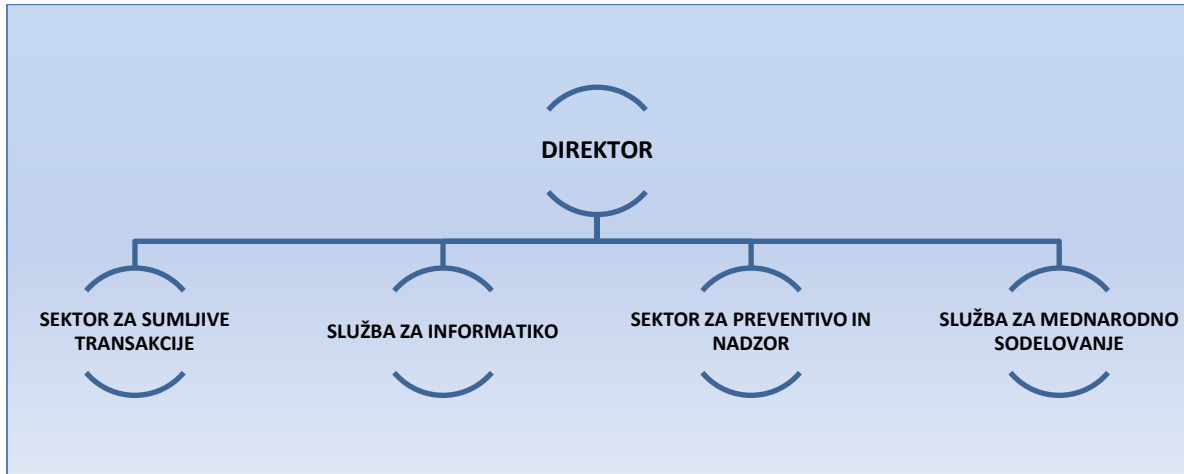 DIREKTOR
SEKTOR ZA SUMLJIVE
TRANSAKCIJE
SLUŽBA ZA INFORMATIKO
SEKTOR ZA PREVENTIVO IN
NADZOR
SLUŽBA ZA MEDNARODNO
SODELOVANJE